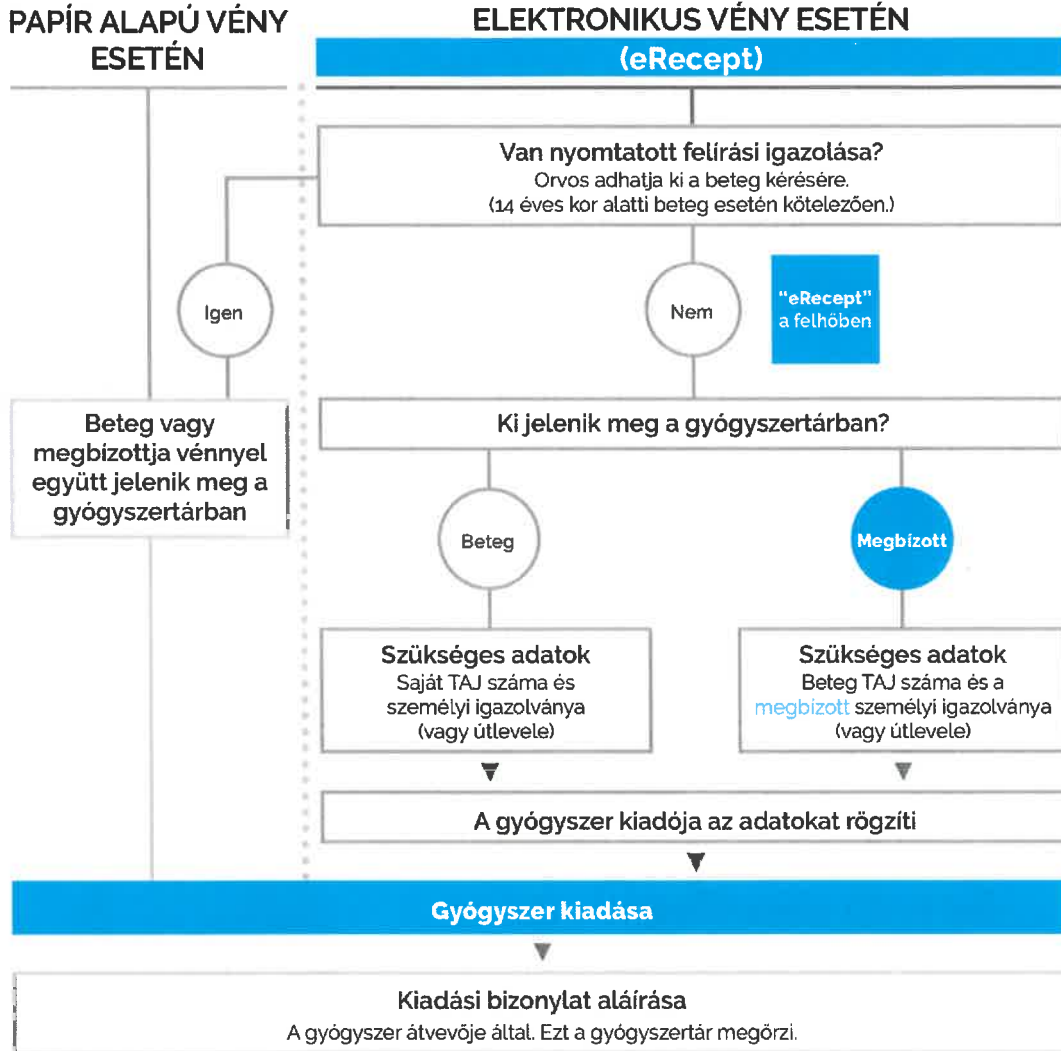 PAPÍR ALAPÚ VÉNY
ESETÉN
ELEKTRONIKUS VÉNY ESETÉN
(eRecept)
Van nyomtatott felírási igazolása?
Orvos adhatja ki a beteg kérésére.
(14 éves kor alatti beteg esetén kötelezően.)
Igen
Nem
"eRecept"
a felhőben
Beteg vagy
megbízottja vénnyel
együtt jelenik meg a
gyógyszertárban
Ki jelenik meg a gyógyszertárban?
Beteg
Megbízott
Szükséges adatok
Saját TAJ száma és
személyi igazolványa
(vagy útlevele)
Szükséges adatok
Beteg TAJ száma és a
megbízott személyi igazolványa
(vagy útlevele)
A gyógyszer kiadója az adatokat rögzíti
Gyógyszer kiadása
Kiadási bizonylat aláírása
A gyógyszer átvevője által. Ezt a gyógyszertár megőrzi.